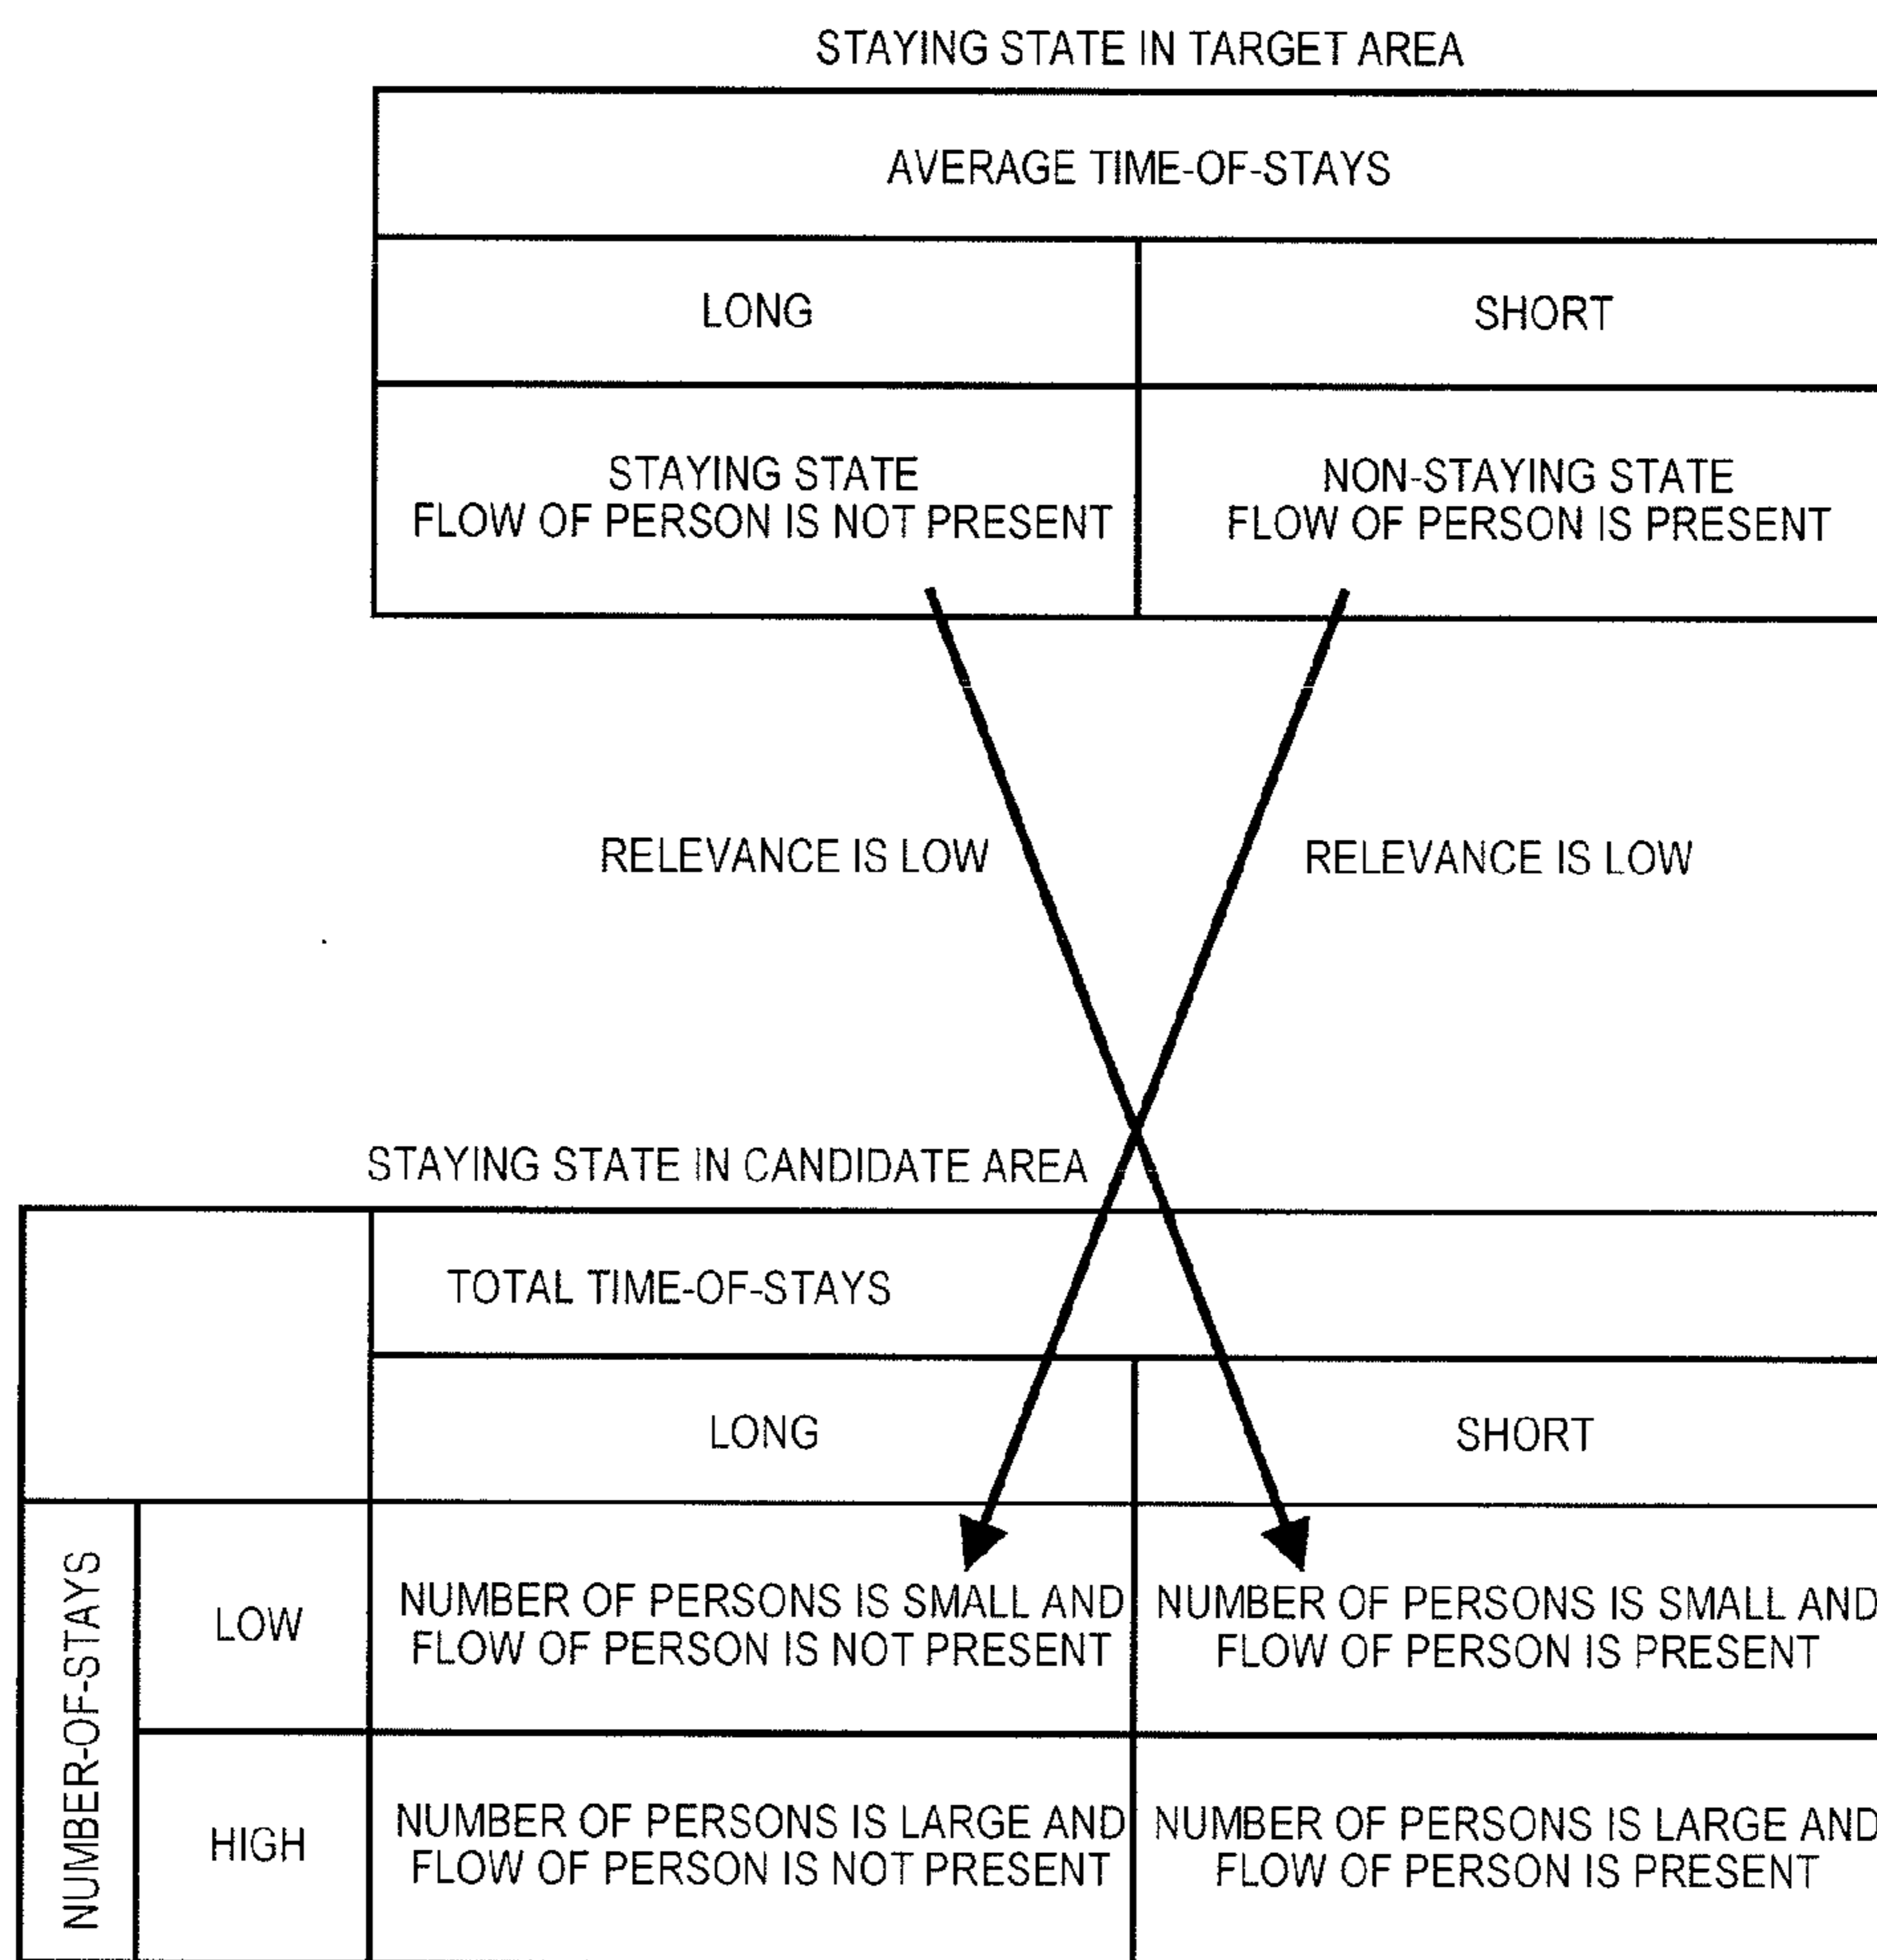 STAYING STATE IN TARGET AREA
AVERAGE TIME-OF-STAYS
LONG
SHORT
STAYING STATE
FLOW OF PERSON IS NOT PRESENT
NON-STAYING STATE
FLOW OF PERSON IS PRESENT
RELEVANCE IS LOW
RELEVANCE IS LOW
STAYING STATE IN CANDIDATE AREA
TOTAL TIME-OF-STAYS
LONG
SHORT
NUMBER-OF-STAYS
LOW
NUMBER OF PERSONS IS SMALL AND
FLOW OF PERSON IS NOT PRESENT
NUMBER OF PERSONS IS SMALL AND
FLOW OF PERSON IS PRESENT
HIGH
NUMBER OF PERSONS IS LARGE AND
FLOW OF PERSON IS NOT PRESENT
NUMBER OF PERSONS IS LARGE AND
FLOW OF PERSON IS PRESENT